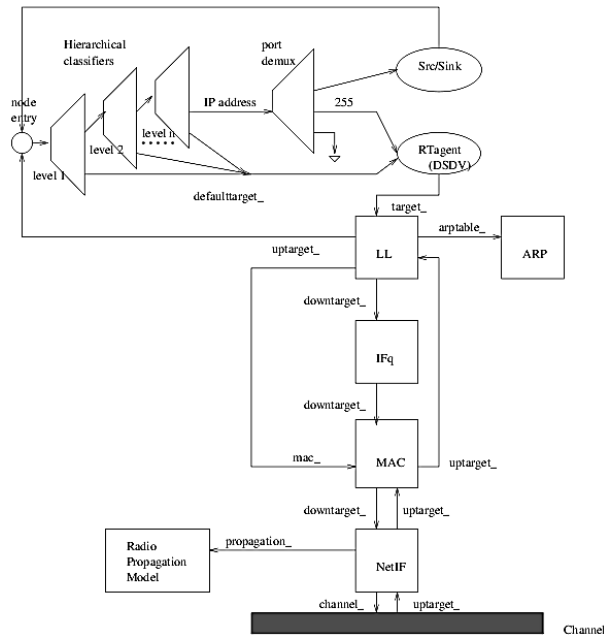 port
demux
Hierarchical
classifiers
Src/Sink
node
entry
IP address
255
level n
level 2
level 1
RTagent
(DSDV)
defaulttarget_
target_
arptable_
uptarget_
LL
ARP
downtarget_
IFq
downtarget_
mac_
MAC
uptarget_
downtarget_
uptarget_
propagation_
Radio
Propagation
Model
NetIF
channel_
uptarget_
Channel